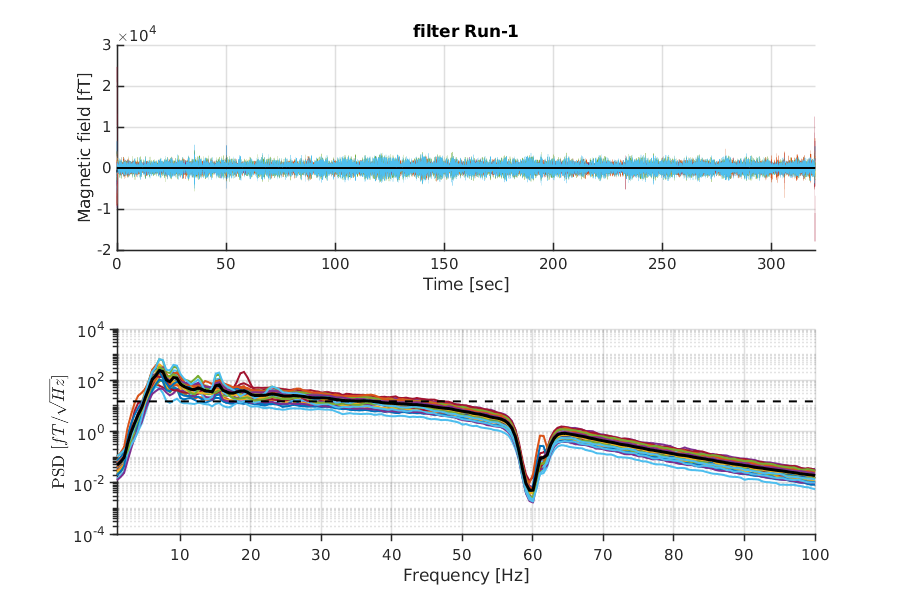 filter Run-1
×10^4
3
2
1
0
-1
-2
Magnetic field [fT]
0 50 100 150 200 250 300
Time [sec]
10^4
10^2
10^0
10^-2
10^-4
PSD [fT/√Hz]
10 20 30 40 50 60 70 80 90 100
Frequency [Hz]